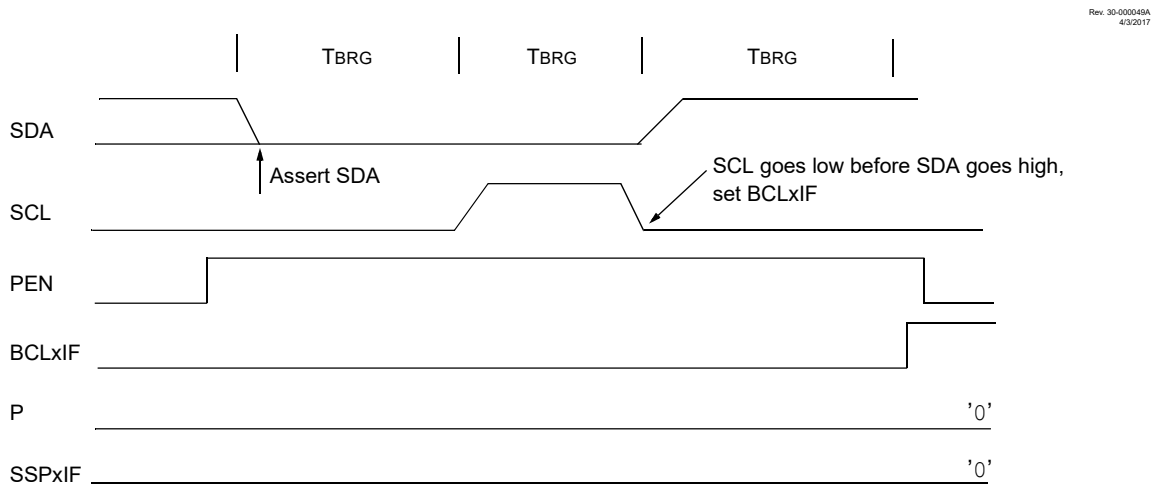 Rev. 30-000049A
4/3/2017
TBRG TBRG TBRG
SDA
Assert SDA
SCL goes low before SDA goes high,
set BCLxIF
SCL
PEN
BCLxIF
P '0'
SSPxIF '0'